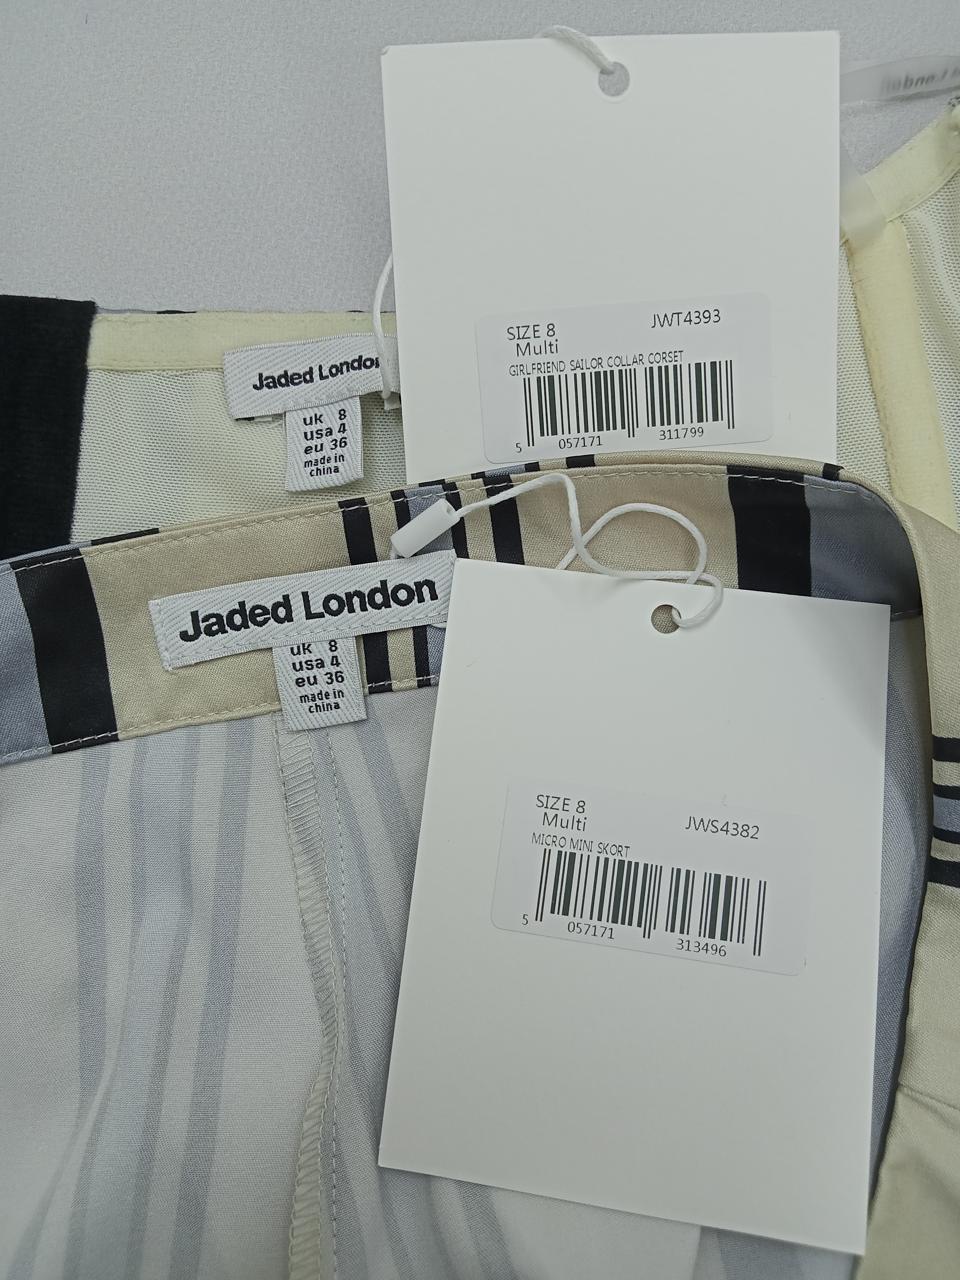 SIZE 8
JWT4393
Multi
GIRLFRIEND SAILOR COLLAR CORSET
5 057171 311799
Jaded London
uk 8
usa 4
eu 36
made in
china
Jaded London
uk 8
usa 4
eu 36
made in
china
SIZE 8
Multi
JWS4382
MICRO MINI SKORT
5 057171 313496